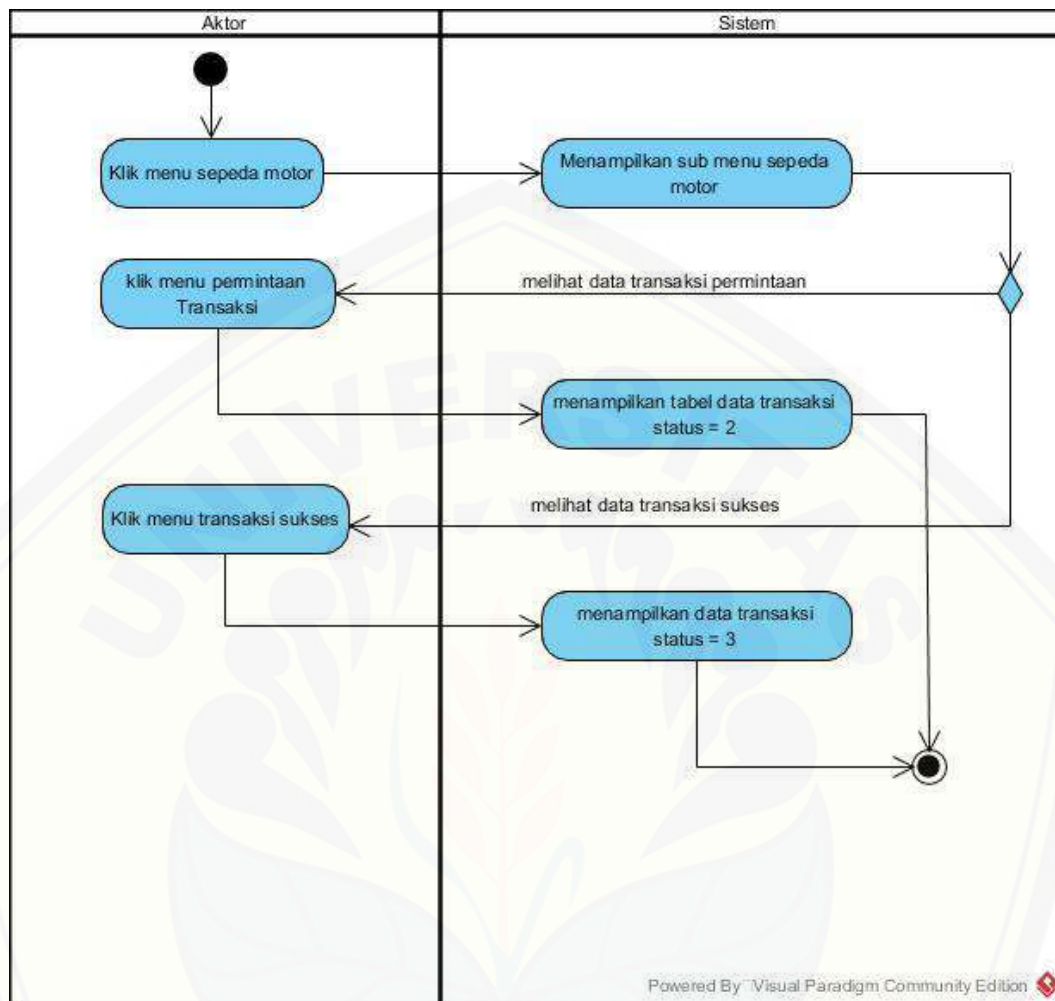 Aktor
Sistem
Klik menu sepeda motor
Menampilkan sub menu sepeda
motor
klik menu permintaan
Transaksi
melihat data transaksi permintaan
menampilkan tabel data transaksi
status = 2
Klik menu transaksi sukses
melihat data transaksi sukses
menampilkan data transaksi
status = 3
UNIVERSITAS
Powered By Visual Paradigm Community Edition